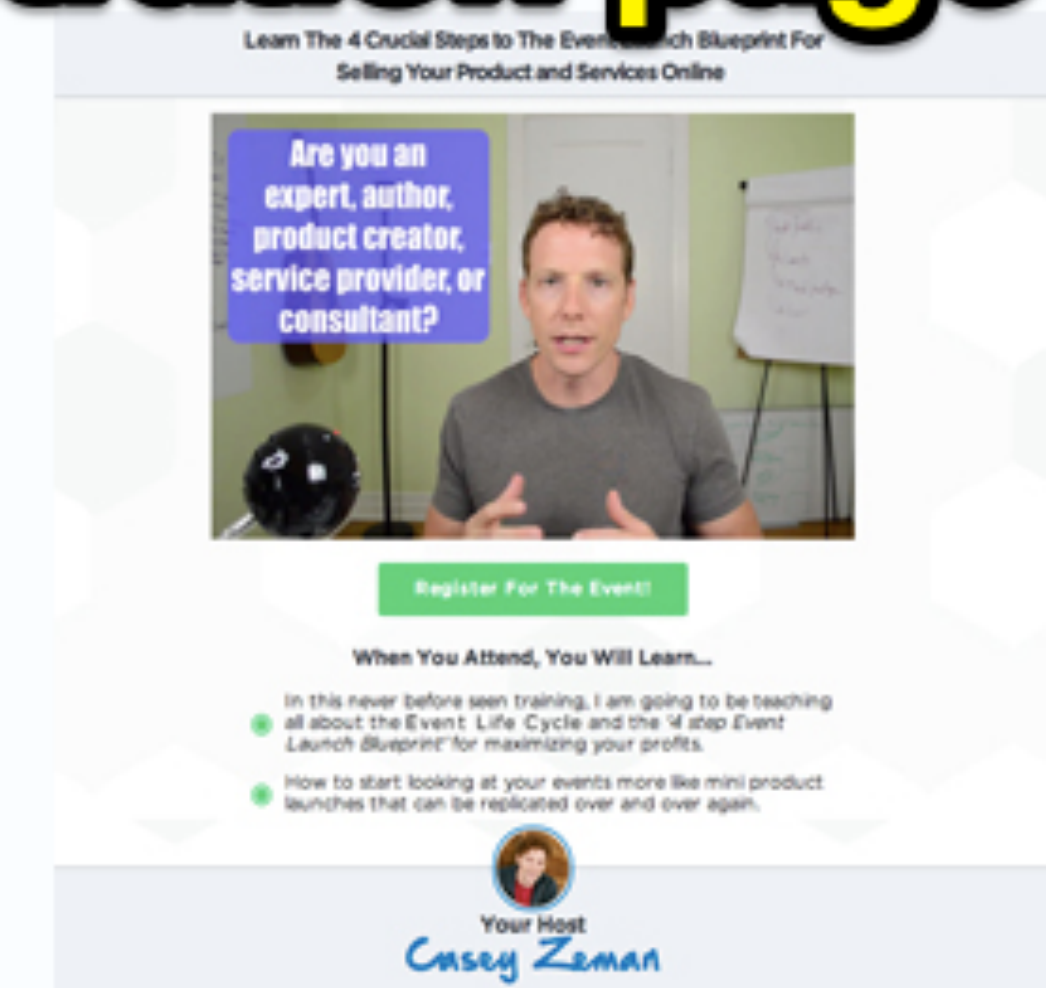 page
Learn The 4 Crucial Steps to The Event Launch Blueprint For
Selling Your Product and Services Online
Are you an
expert, author,
product creator,
service provider, or
consultant?
Register For The Event!
When You Attend, You Will Learn...
In this never before seen training, I am going to be teaching
all about the Event Life Cycle and the "4 step Event
Launch Blueprint" for maximizing your profits.
How to start looking at your events more like mini product
launches that can be replicated over and over again.
Your Host
Casey Zeman